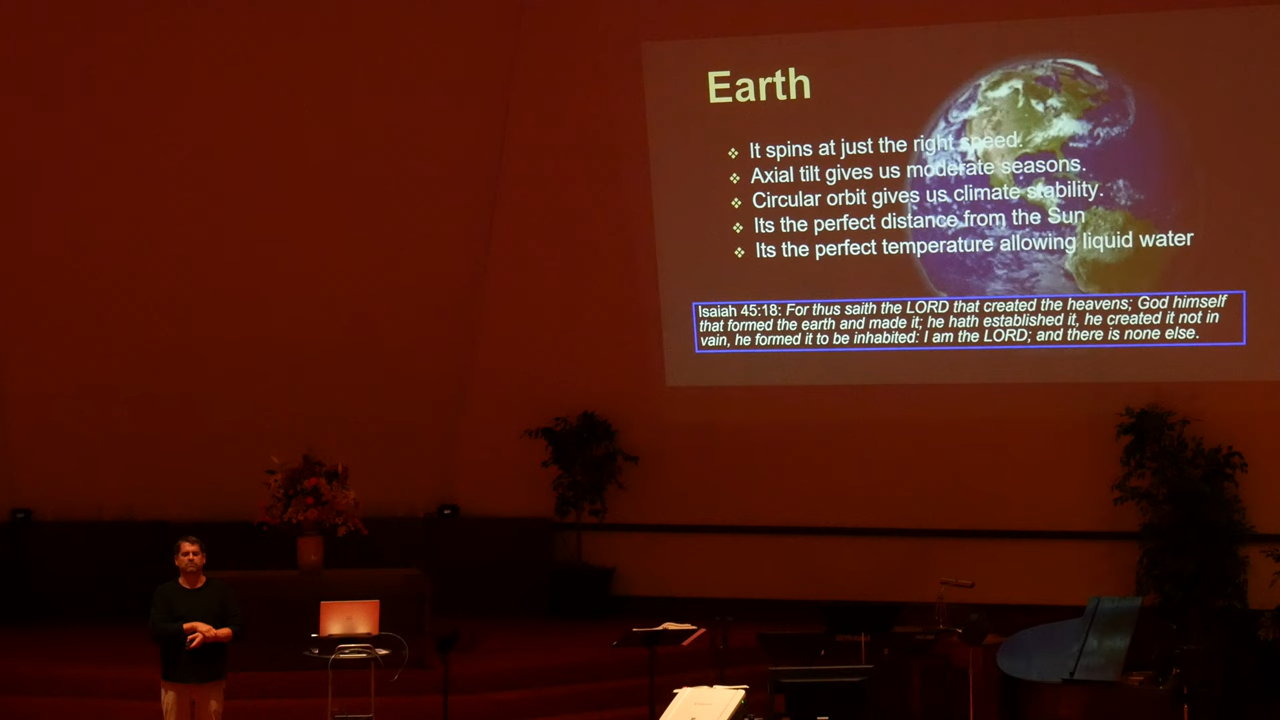 Earth
❖ It spins at just the right speed.
❖ Axial tilt gives us moderate seasons.
❖ Circular orbit gives us climate stability.
❖ Its the perfect distance from the Sun
❖ Its the perfect temperature allowing liquid water
Isaiah 45:18: For thus saith the LORD that created the heavens; God himself
that formed the earth and made it; he hath established it, he created it not in
vain, he formed it to be inhabited: I am the LORD; and there is none else.